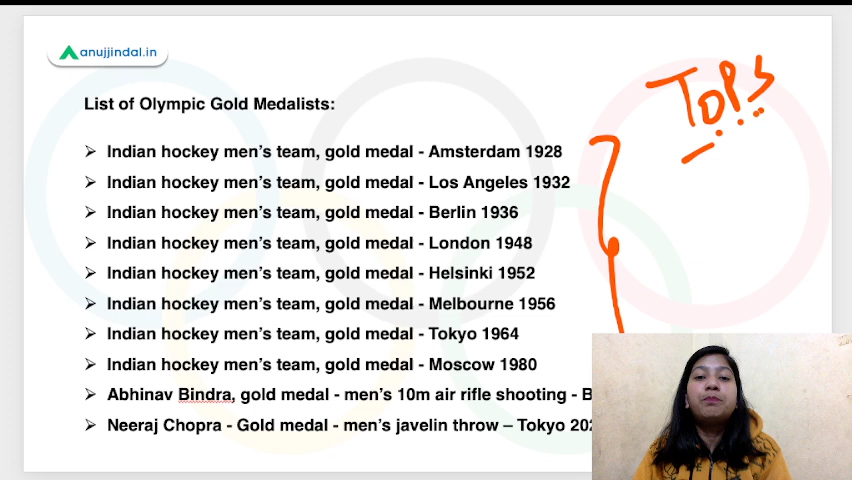 anujjindal.in
TOPS
List of Olympic Gold Medalists:
➢ Indian hockey men's team, gold medal - Amsterdam 1928
➢ Indian hockey men's team, gold medal - Los Angeles 1932
➢ Indian hockey men's team, gold medal - Berlin 1936
➢ Indian hockey men's team, gold medal - London 1948
➢ Indian hockey men's team, gold medal - Helsinki 1952
➢ Indian hockey men's team, gold medal - Melbourne 1956
➢ Indian hockey men's team, gold medal - Tokyo 1964
➢ Indian hockey men's team, gold medal - Moscow 1980
➢ Abhinav Bindra, gold medal - men's 10m air rifle shooting -
➢ Neeraj Chopra - Gold medal - men's javelin throw – Tokyo